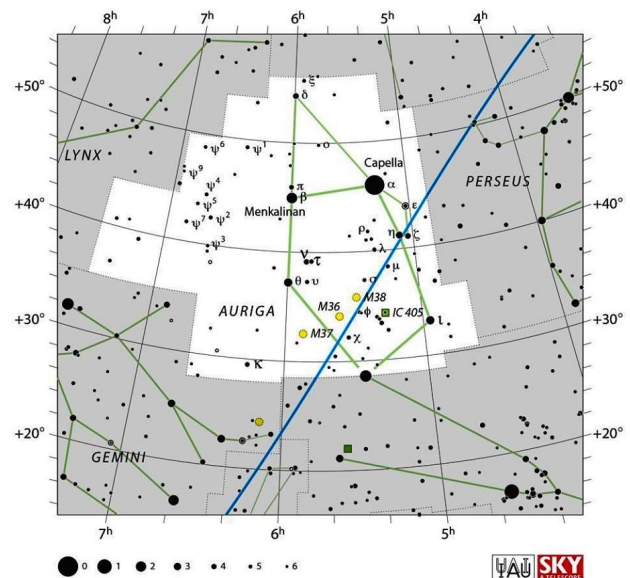 8ʰ 7ʰ 6ʰ 5ʰ 4ʰ
+50° +50°
ξ
δ
ψ⁶ ψ¹ ο
LYNX
Capella
ψ⁹
PERSEUS
ψ⁴ π α
+40° β +40°
ψ⁵ ε
Menkalinan
ψ⁷ ψ²
ρ η ζ
ψ³ λ
ν τ μ
θ υ σ
M38
AURIGA M36 φ IC 405
+30° ι +30°
M37 χ
κ
+20° +20°
GEMINI
7ʰ 6ʰ 5ʰ
0 1 2 3 4 5 6
IAU SKY
& TELESCOPE